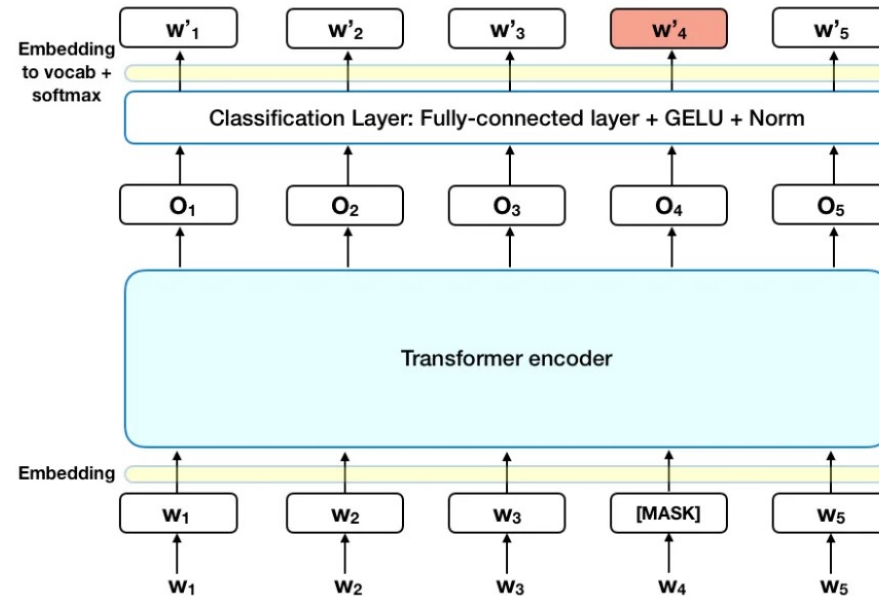 w’₁ w’₂ w’₃ w’₄ w’₅
Embedding
to vocab +
softmax
Classification Layer: Fully-connected layer + GELU + Norm
O₁ O₂ O₃ O₄ O₅
Transformer encoder
Embedding
W₁ W₂ W₃ [MASK] W₅
W₁ W₂ W₃ W₄ W₅